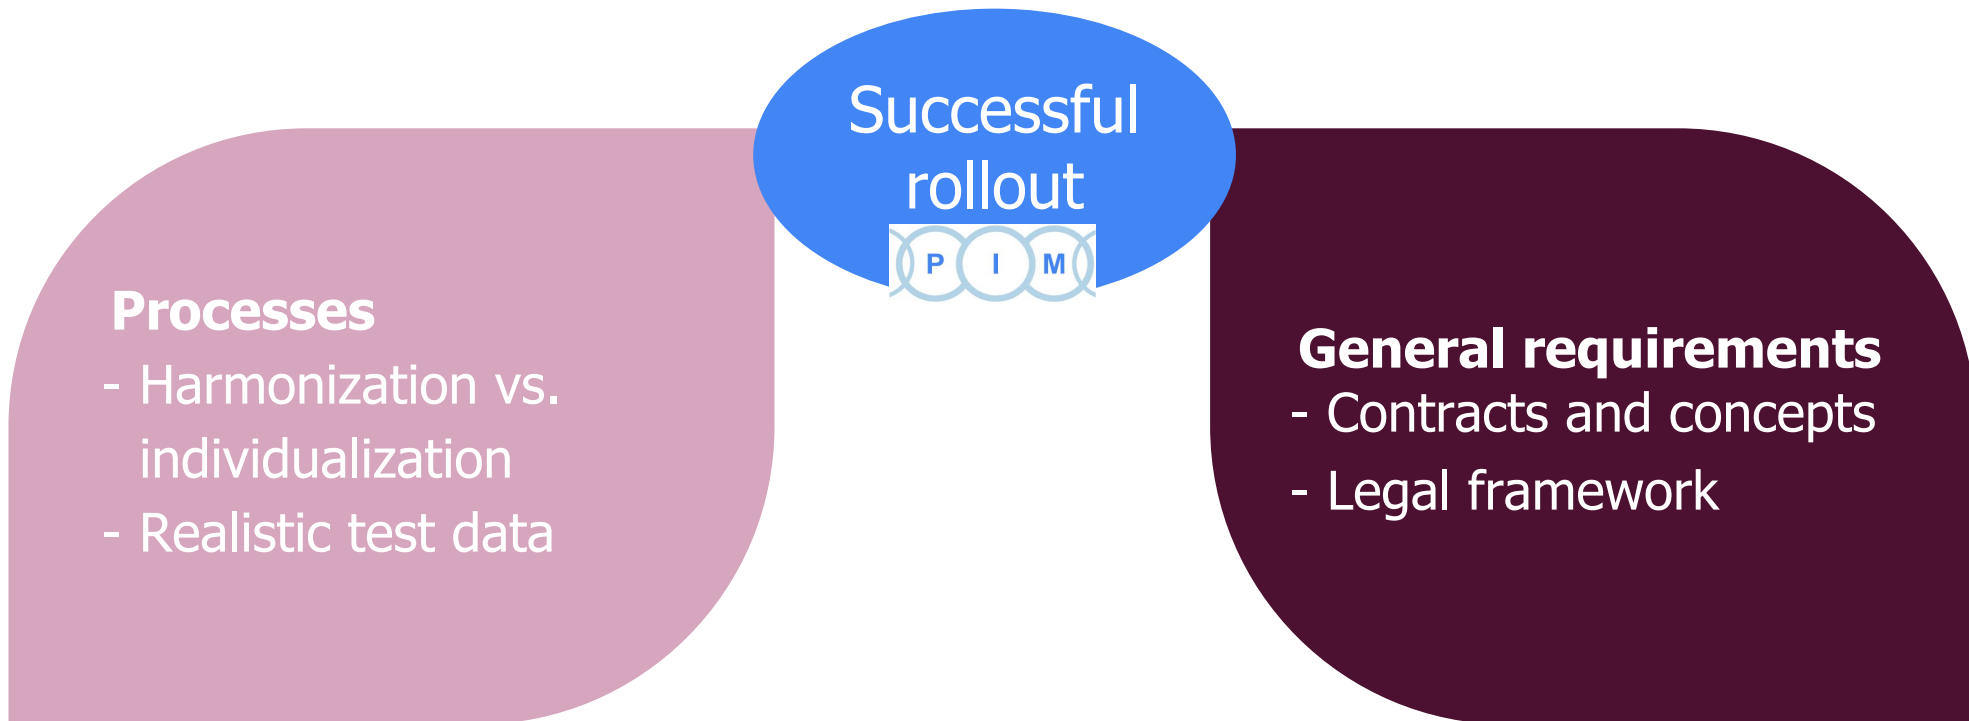 Successful
rollout
P I M
Processes
- Harmonization vs.
individualization
- Realistic test data
General requirements
- Contracts and concepts
- Legal framework